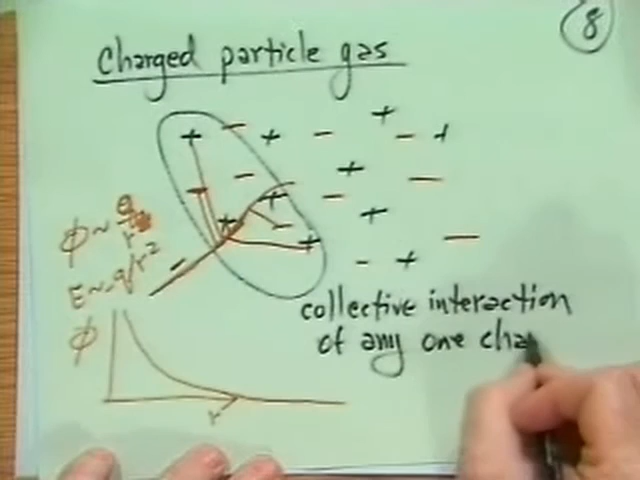 8
charged particle gas
ϕ ~ q/r
E ~ q/r²
ϕ
r
collective interaction
of any one cha